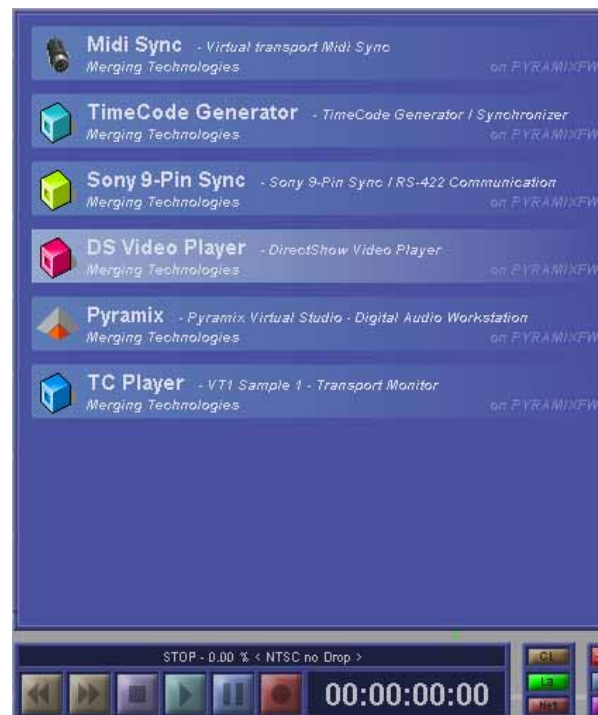 Midi Sync - Virtual transport Midi Sync
Merging Technologies on PYRAMIXFW
TimeCode Generator - TimeCode Generator / Synchronizer
Merging Technologies on PYRAMIXFW
Sony 9-Pin Sync - Sony 9-Pin Sync / RS-422 Communication
Merging Technologies on PYRAMIXFW
DS Video Player - DirectShow Video Player
Merging Technologies on PYRAMIXFW
Pyramix - Pyramix Virtual Studio - Digital Audio Workstation
Merging Technologies on PYRAMIXFW
TC Player - VT1 Sample 1 - Transport Monitor
Merging Technologies on PYRAMIXFW
STOP - 0.00 % < NTSC no Drop >
00:00:00:00
Net